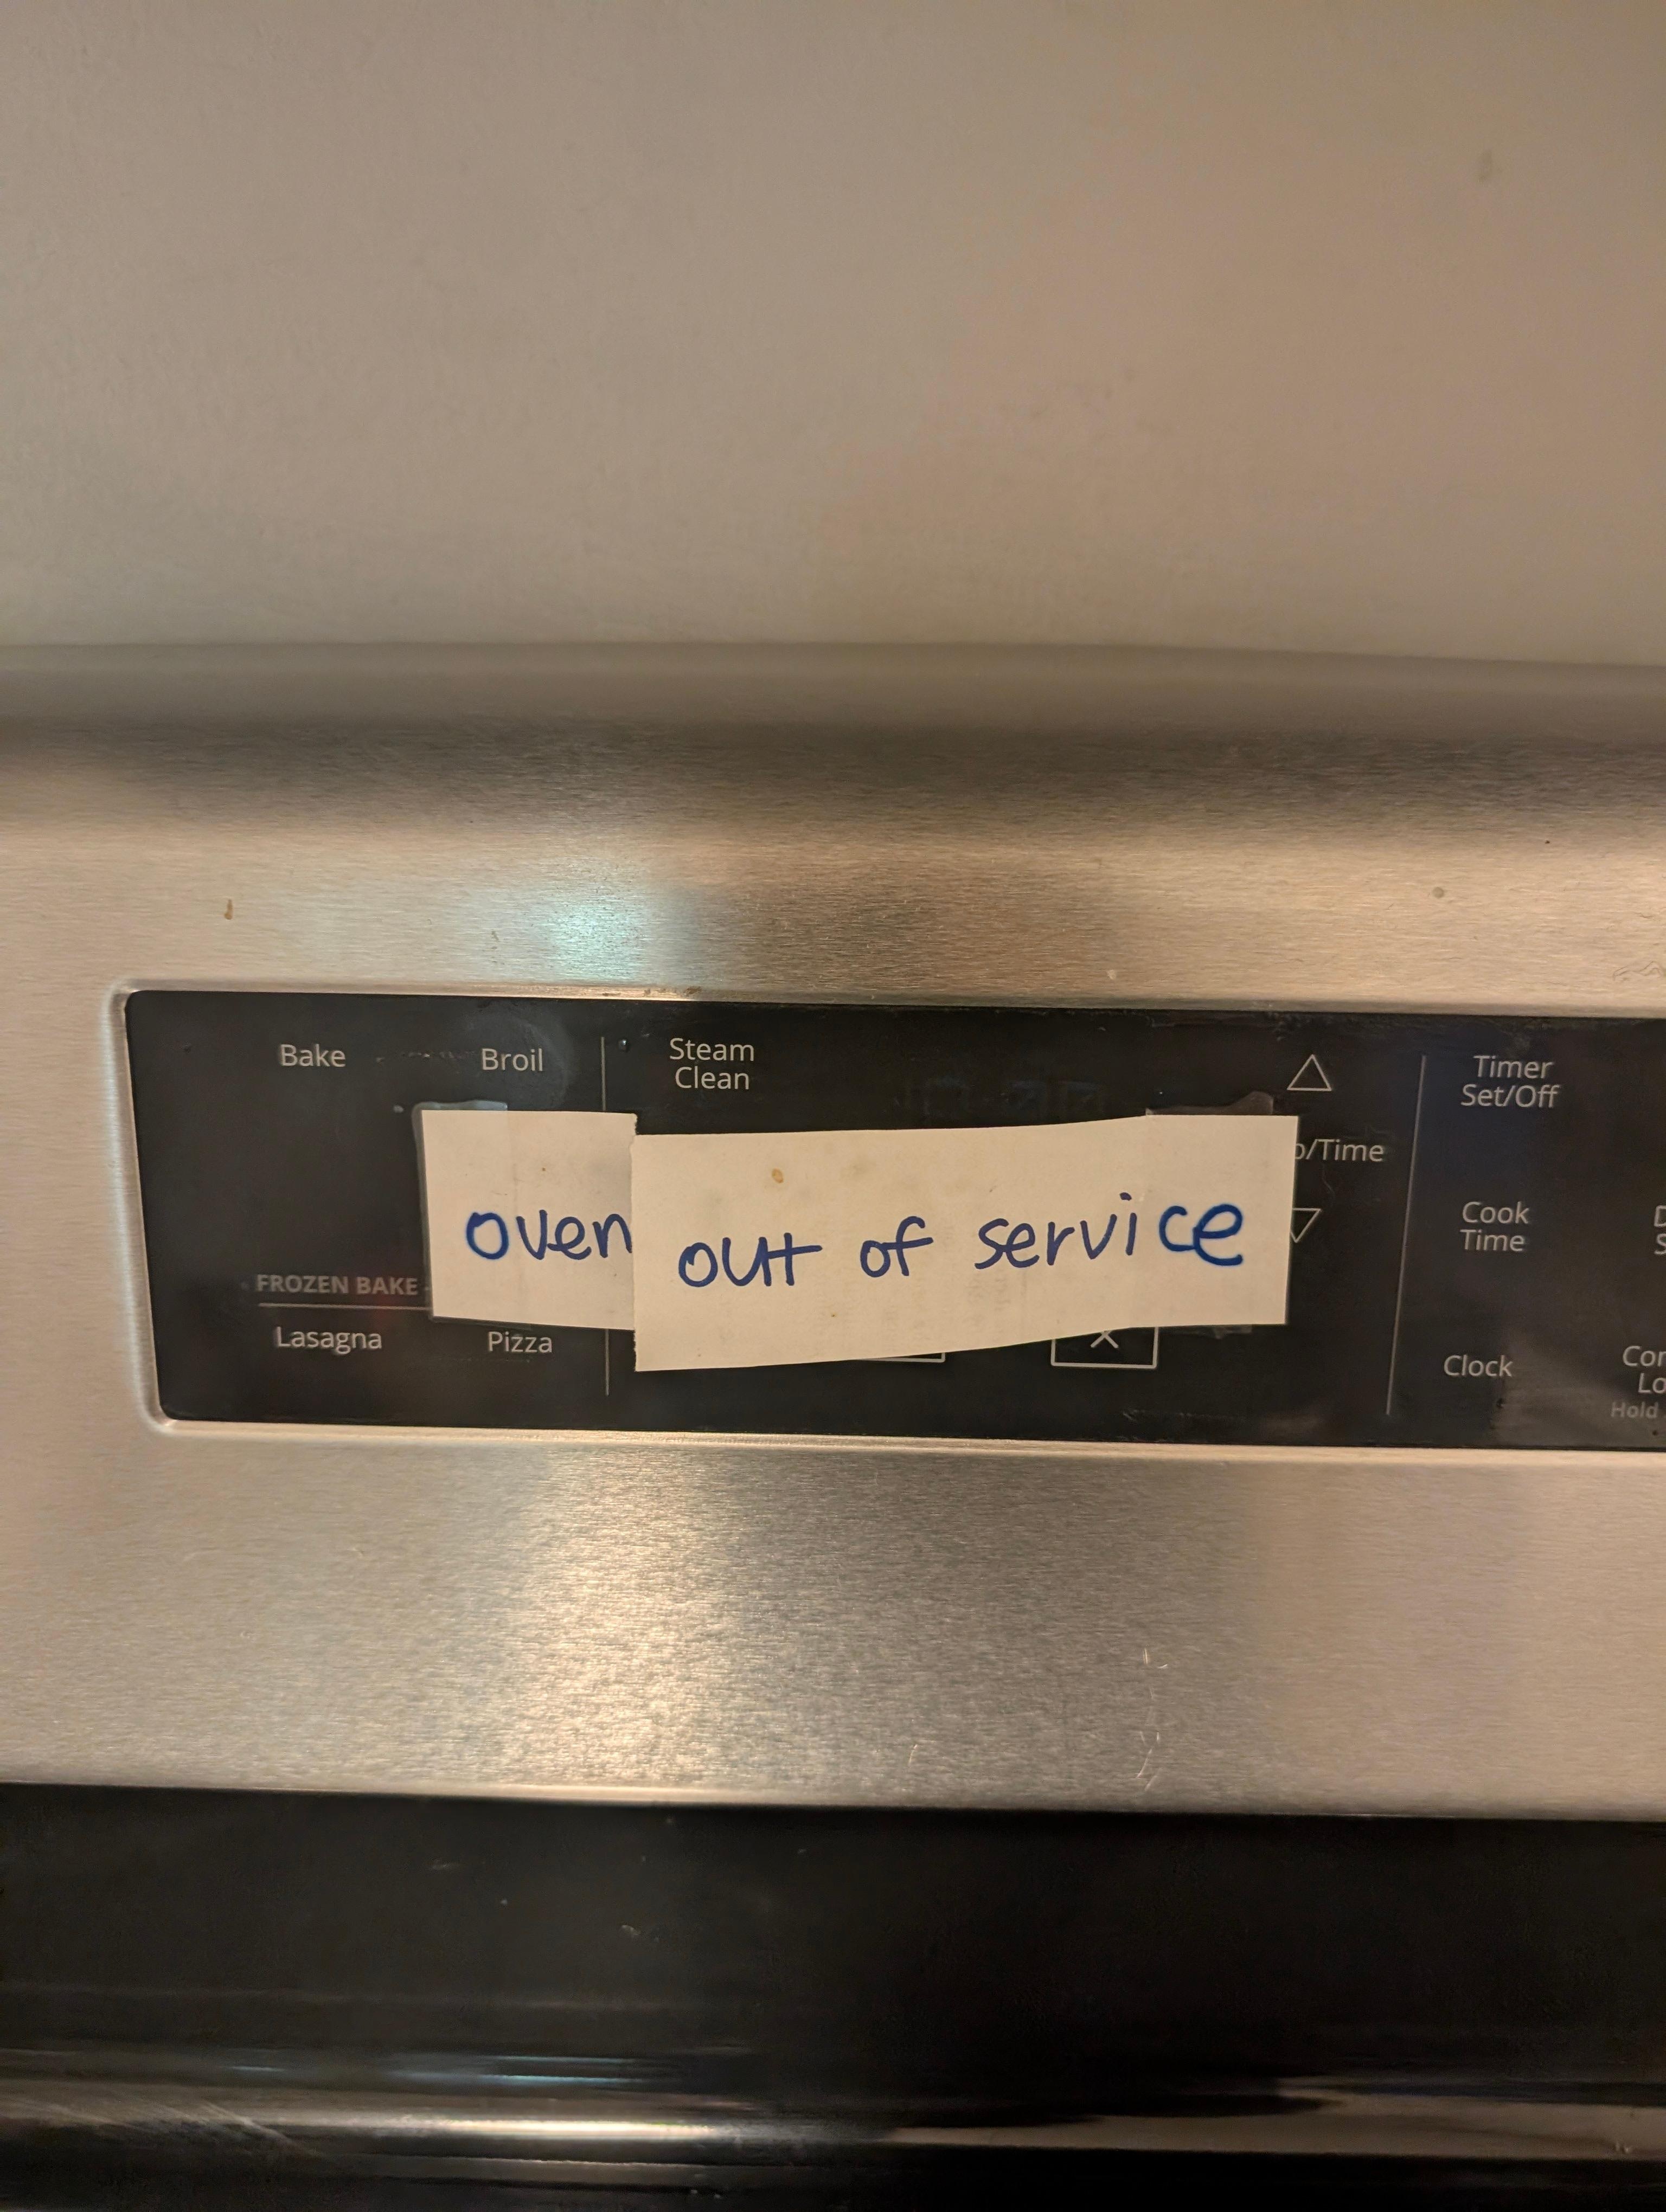 Bake Broil Steam Clean Timer Set/Off
/Time
oven out of service
Cook Time
FROZEN BAKE
Lasagna Pizza Clock
Hold